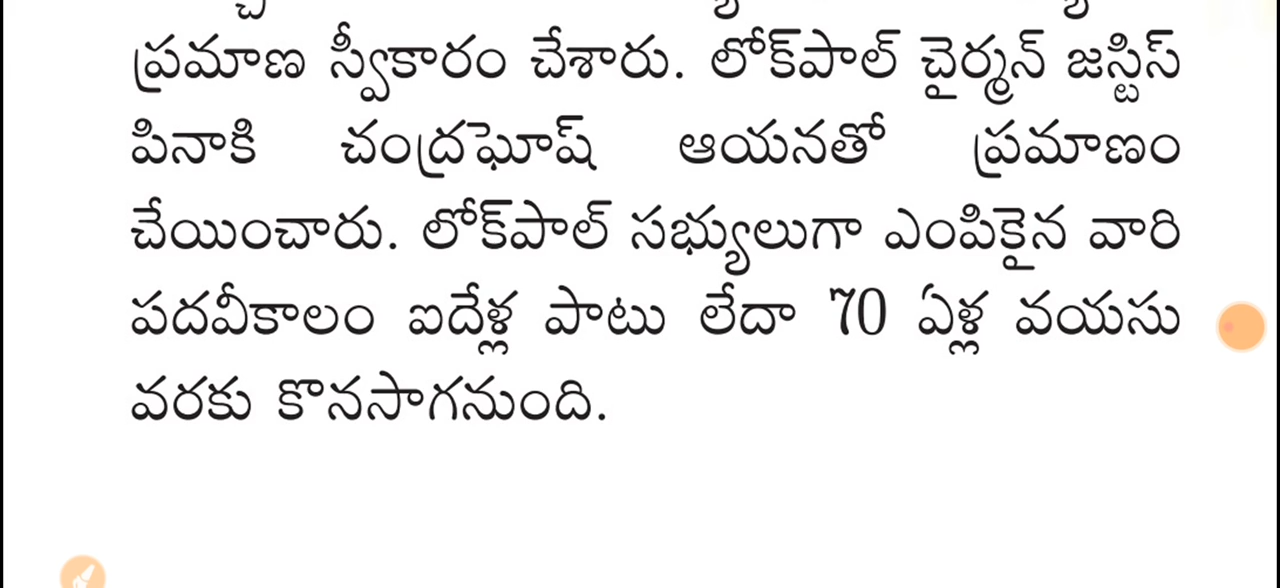 ప్రమాణ స్వీకారం చేశారు. లోక్‌పాల్ చైర్మన్ జస్టిస్
పినాకి చంద్రఘోష్ ఆయనతో ప్రమాణం
చేయించారు. లోక్‌పాల్ సభ్యులుగా ఎంపికైన వారి
పదవీకాలం ఐదేళ్ల పాటు లేదా 70 ఏళ్ల వయసు
వరకు కొనసాగనుంది.